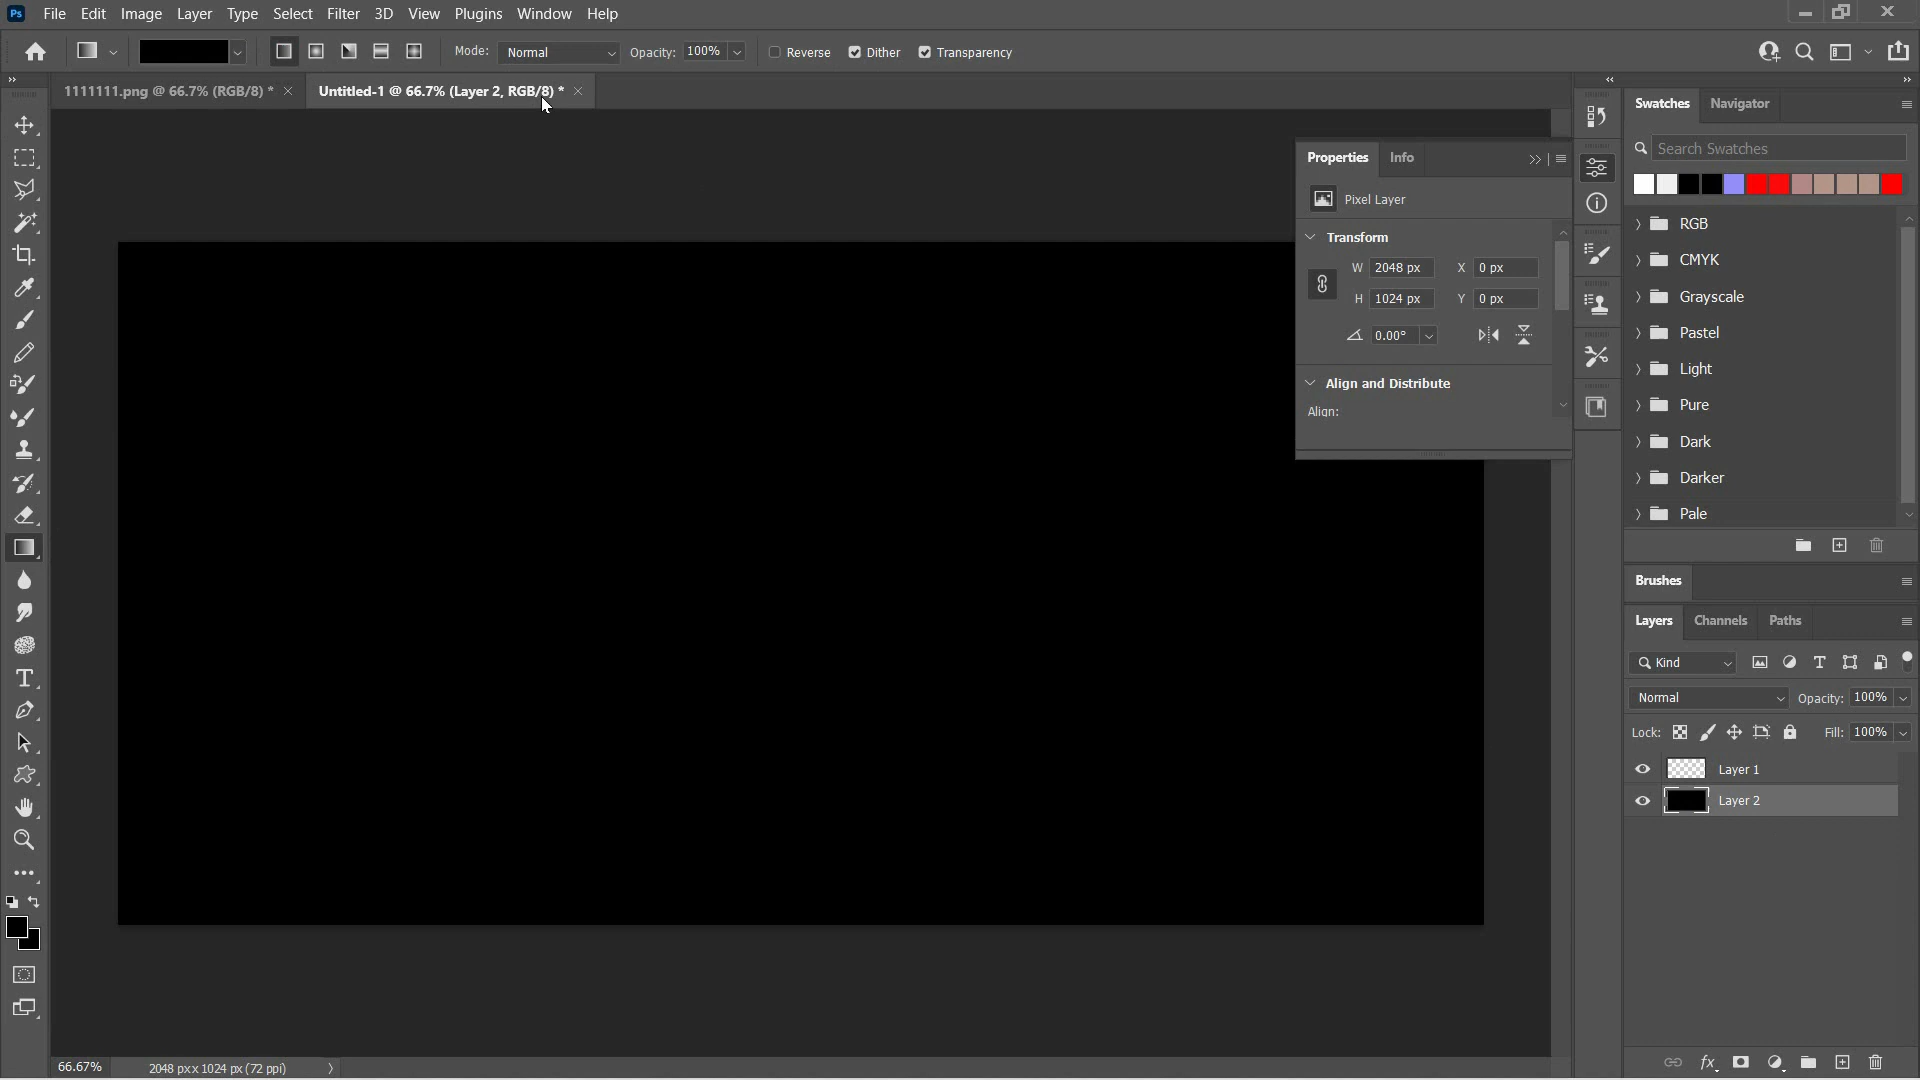 Ps File Edit Image Layer Type Select Filter 3D View Plugins Window Help
Mode: Normal Opacity: 100% Reverse Dither Transparency
1111111.png @ 66.7% (RGB/8) * Untitled-1 @ 66.7% (Layer 2, RGB/8) *
Swatches Navigator
Search Swatches
RGB
CMYK
Grayscale
Pastel
Light
Pure
Dark
Darker
Pale
Properties Info
Pixel Layer
Transform
W 2048 px X 0 px
H 1024 px Y 0 px
0.00°
Align and Distribute
Align:
Brushes
Layers Channels Paths
Kind
Normal Opacity: 100%
Lock: Fill: 100%
Layer 1
Layer 2
66.67% 2048 px x 1024 px (72 ppi)